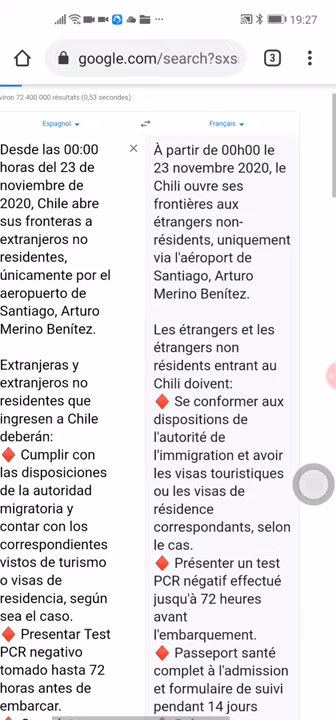 19:27
google.com/search?sxs
3
viron 72 400 000 résultats (0,53 secondes)
Espagnol
Français
Desde las 00:00
horas del 23 de
noviembre de
2020, Chile abre
sus fronteras a
extranjeros no
residentes,
únicamente por el
aeropuerto de
Santiago, Arturo
Merino Benítez.
Extranjeras y
extranjeros no
residentes que
ingresen a Chile
deberán:
Cumplir con
las disposiciones
de la autoridad
migratoria y
contar con los
correspondientes
vistos de turismo
o visas de
residencia, según
sea el caso.
Presentar Test
PCR negativo
tomado hasta 72
horas antes de
embarcar.
À partir de 00h00 le
23 novembre 2020, le
Chili ouvre ses
frontières aux
étrangers non-
résidents, uniquement
via l'aéroport de
Santiago, Arturo
Merino Benítez.
Les étrangers et les
étrangers non
résidents entrant au
Chili doivent:
Se conformer aux
dispositions de
l'autorité de
l'immigration et avoir
les visas touristiques
ou les visas de
résidence
correspondants, selon
le cas.
Présenter un test
PCR négatif effectué
jusqu'à 72 heures
avant
l'embarquement.
Passeport santé
complet à l'admission
et formulaire de suivi
pendant 14 jours